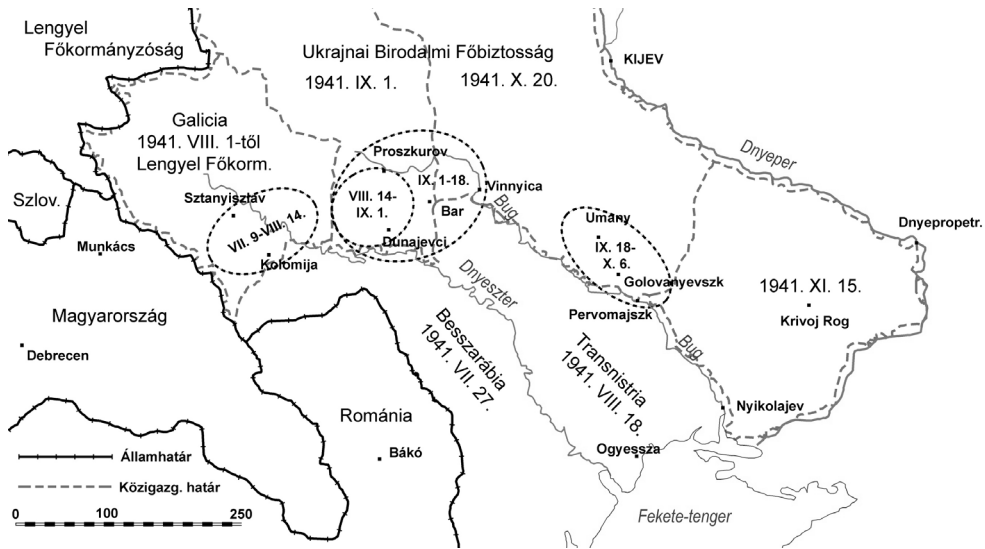 Lengyel
Főkormányzóság
Ukrajnai Birodalmi Főbiztosság
1941. IX. 1.
1941. X. 20.
KIJEV
Galicia
1941. VIII. 1-től
Lengyel Főkorm.
Dnyeper
Proszkurov
IX. 1-18.
Vinnyica
Szlov.
Sztanyiszlav
VIII. 14-
IX. 1.
Bar
Bug
Umany
Dnyepropetr.
Munkács
VII. 9-VIII. 14.
Dunajevci
IX. 18-
X. 6.
Kolomija
Golovanyevszk
Dnyeszter
1941. XI. 15.
Magyarország
Pervomajszk
Krivoj Rog
Debrecen
Besszarábia
1941. VII. 27.
Transnistria
1941. VIII. 18.
Bug
Nyikolajev
Románia
Bákó
Ogyessza
Államhatár
Közigazg. határ
0 100 250
Fekete-tenger